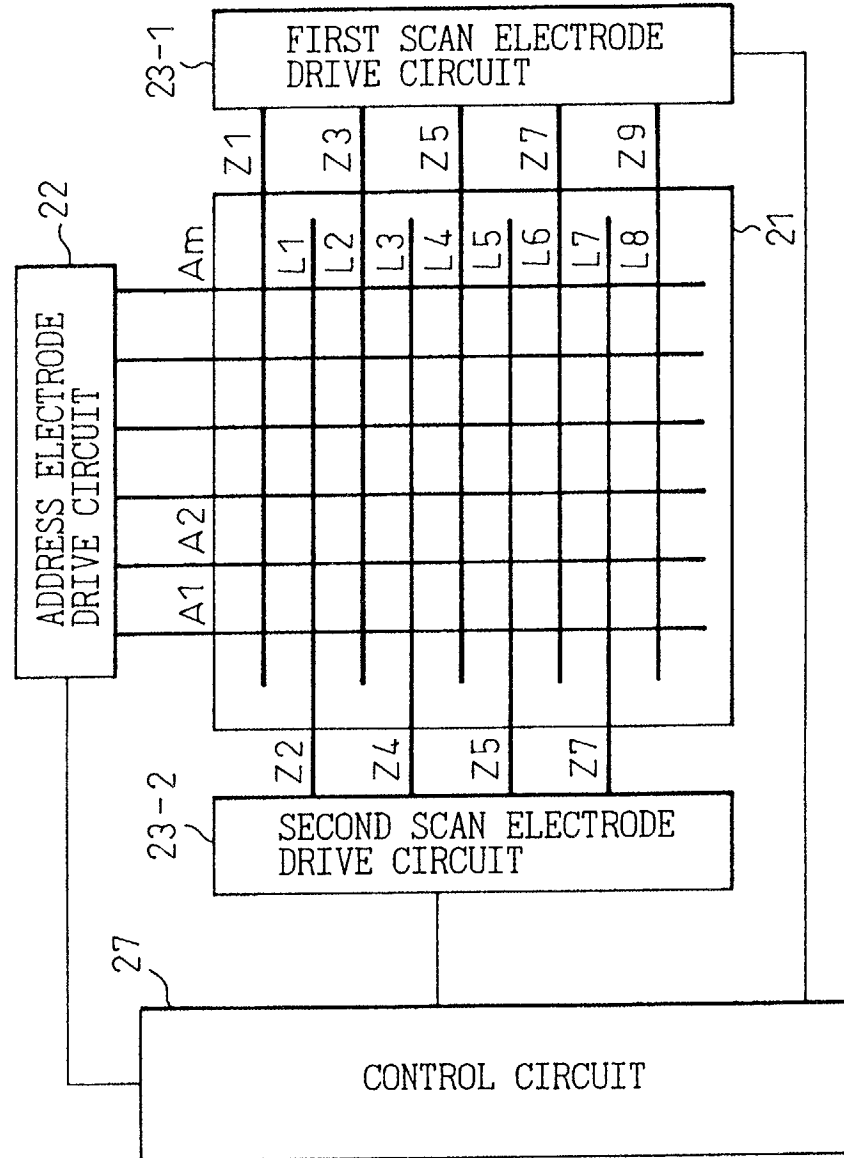 FIRST SCAN ELECTRODE
DRIVE CIRCUIT
23-1
Z1
Z3
Z5
Z7
Z9
22
Am
L1
L2
L3
L4
L5
L6
L7
L8
21
ADDRESS ELECTRODE
DRIVE CIRCUIT
A2
A1
Z2
Z4
Z5
Z7
23-2
SECOND SCAN ELECTRODE
DRIVE CIRCUIT
27
CONTROL CIRCUIT